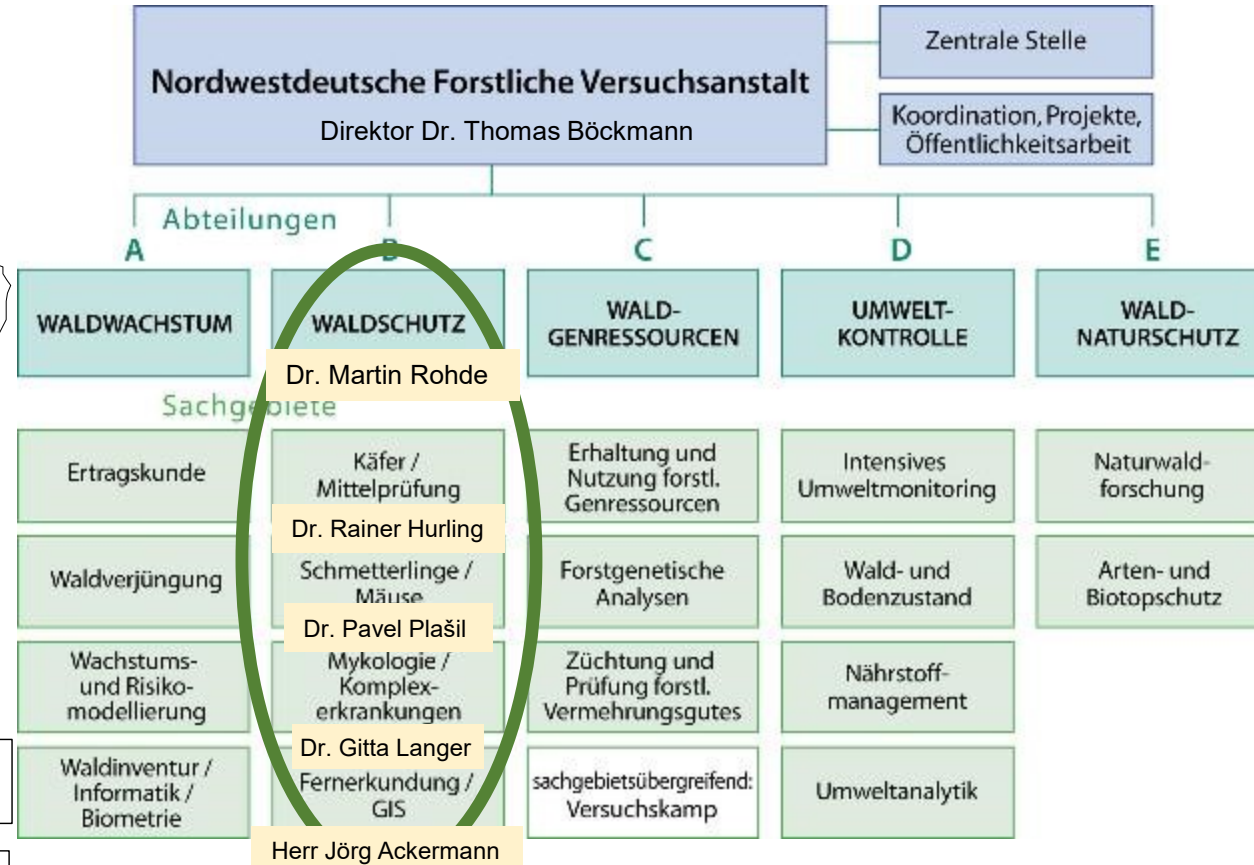 Nordwestdeutsche Forstliche Versuchsanstalt
Direktor Dr. Thomas Böckmann
Zentrale Stelle
Koordination, Projekte,
Öffentlichkeitsarbeit
Abteilungen
A
B
C
D
E
WALDWACHSTUM
WALDSCHUTZ
Dr. Martin Rohde
WALD-
GENRESSOURCEN
UMWELT-
KONTROLLE
WALD-
NATURSCHUTZ
Sachgebiete
Ertragskunde
Waldverjüngung
Wachstums-
und Risiko-
modellierung
Waldinventur /
Informatik /
Biometrie
Käfer /
Mittelprüfung
Dr. Rainer Hurling
Schmetterlinge /
Mäuse
Dr. Pavel Plašil
Mykologie /
Komplex-
erkrankungen
Dr. Gitta Langer
Fernerkundung /
GIS
Herr Jörg Ackermann
Erhaltung und
Nutzung forstl.
Genressourcen
Forstgenetische
Analysen
Züchtung und
Prüfung forstl.
Vermehrungsgutes
sachgebietsübergreifend:
Versuchskamp
Intensives
Umweltmonitoring
Wald- und
Bodenzustand
Nährstoff-
management
Umweltanalytik
Naturwald-
forschung
Arten- und
Biotopschutz